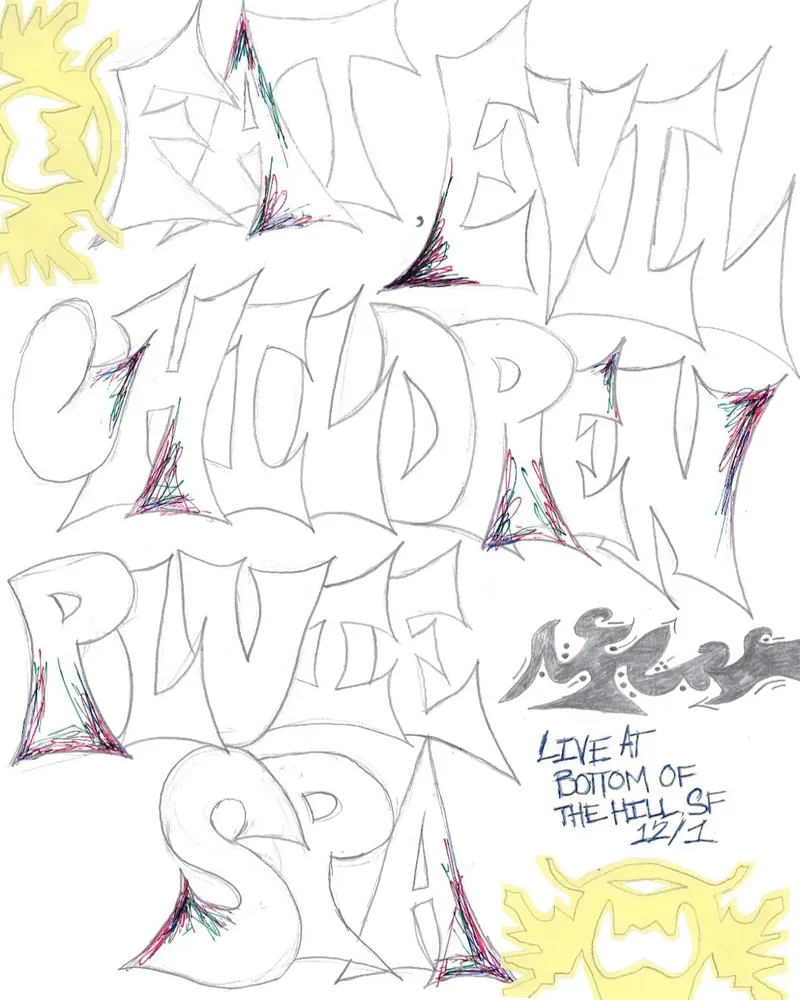 EAT, EVIL
CHILDREN
SPA
LIVE AT
BOTTOM OF
THE HILL, SF
12/1